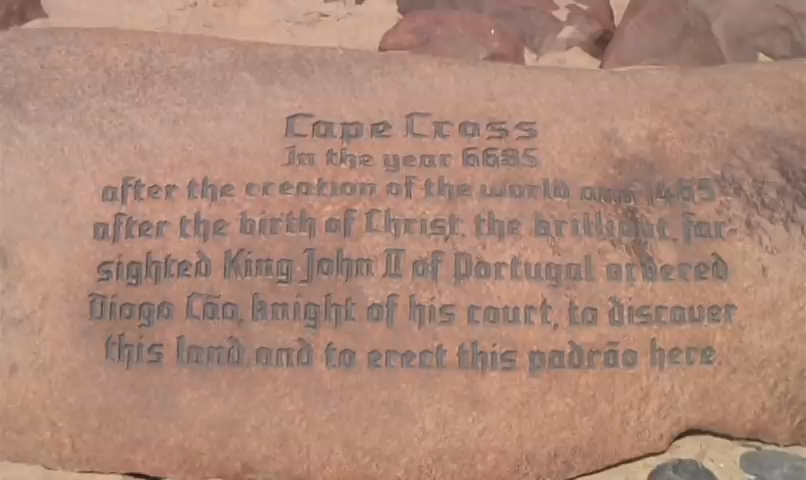 Cape Cross
In the year 6685
after the creation of the world and 1485
after the birth of Christ, the brilliant, far-
sighted King John II of Portugal ordered
Diogo Cão, knight of his court, to discover
this land and to erect this padrão here.